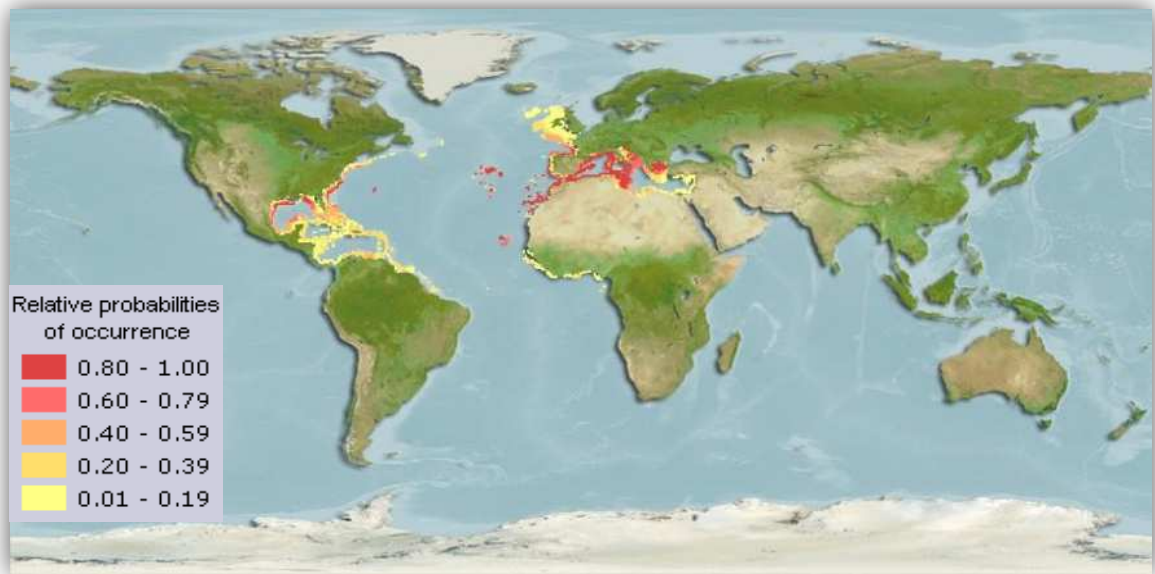 Relative probabilities
of occurrence
0.80 - 1.00
0.60 - 0.79
0.40 - 0.59
0.20 - 0.39
0.01 - 0.19